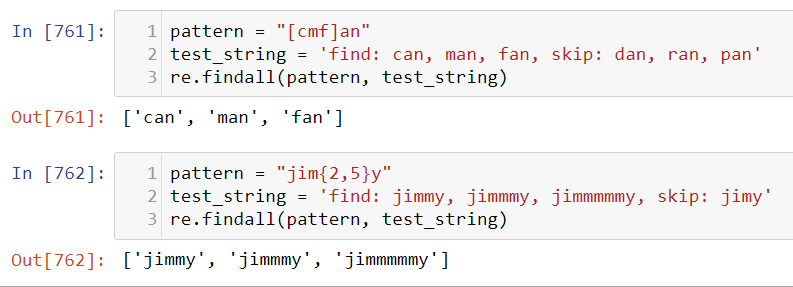 In [761]: 1 pattern = "[cmf]an"
2 test_string = 'find: can, man, fan, skip: dan, ran, pan'
3 re.findall(pattern, test_string)
Out[761]: ['can', 'man', 'fan']
In [762]: 1 pattern = "jim{2,5}y"
2 test_string = 'find: jimmy, jimmmy, jimmmmmy, skip: jimy'
3 re.findall(pattern, test_string)
Out[762]: ['jimmy', 'jimmmy', 'jimmmmmy']